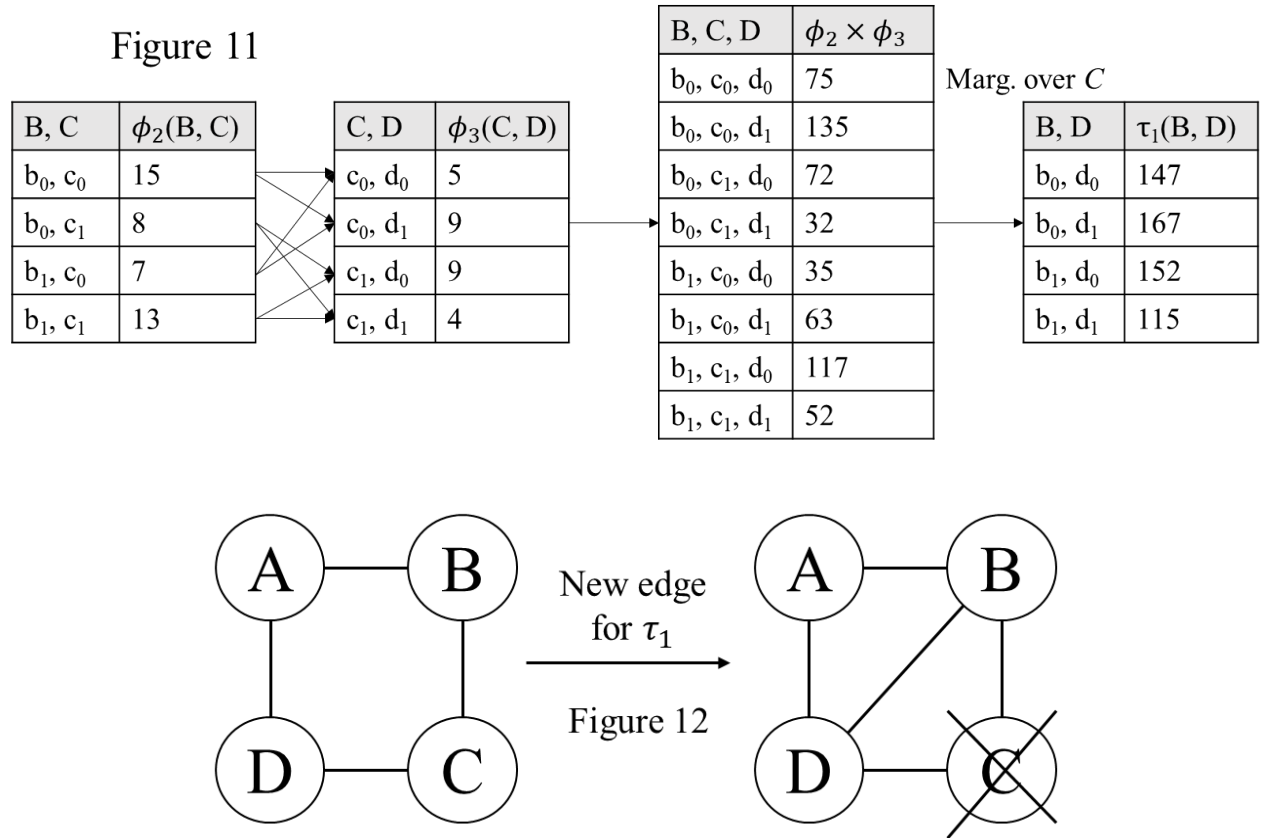 Figure 11
B, C ϕ₂(B, C)
b₀, c₀ 15
b₀, c₁ 8
b₁, c₀ 7
b₁, c₁ 13
C, D ϕ₃(C, D)
c₀, d₀ 5
c₀, d₁ 9
c₁, d₀ 9
c₁, d₁ 4
B, C, D ϕ₂ × ϕ₃
b₀, c₀, d₀ 75
b₀, c₀, d₁ 135
b₀, c₁, d₀ 72
b₀, c₁, d₁ 32
b₁, c₀, d₀ 35
b₁, c₀, d₁ 63
b₁, c₁, d₀ 117
b₁, c₁, d₁ 52
Marg. over C
B, D τ₁(B, D)
b₀, d₀ 147
b₀, d₁ 167
b₁, d₀ 152
b₁, d₁ 115
A B
D C
New edge
for τ₁
Figure 12
A B
D C